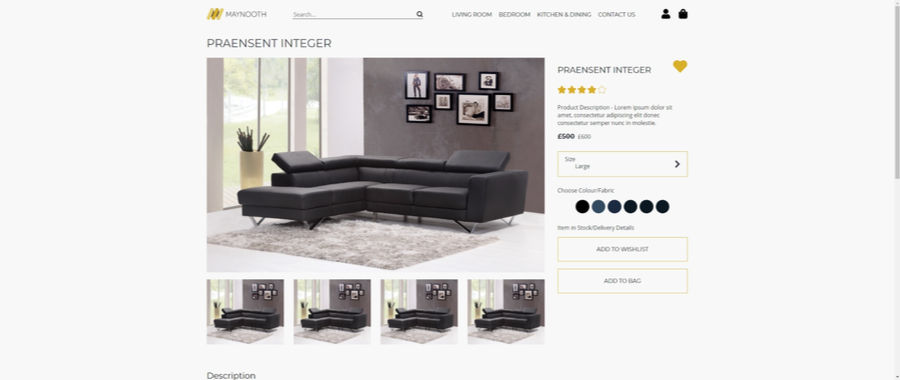 MAYNOOTH
Search...
LIVING ROOM BEDROOM KITCHEN & DINING CONTACT US
PRAENSENT INTEGER
PRAENSENT INTEGER
Product Description - Lorem ipsum dolor sit
amet, consectetur adipiscing elit donec
consectetur semper nunc in molestie.
£500 £600
Size
Large
Choose Colour/Fabric
Item in Stock/Delivery Details
ADD TO WISHLIST
ADD TO BAG
Description